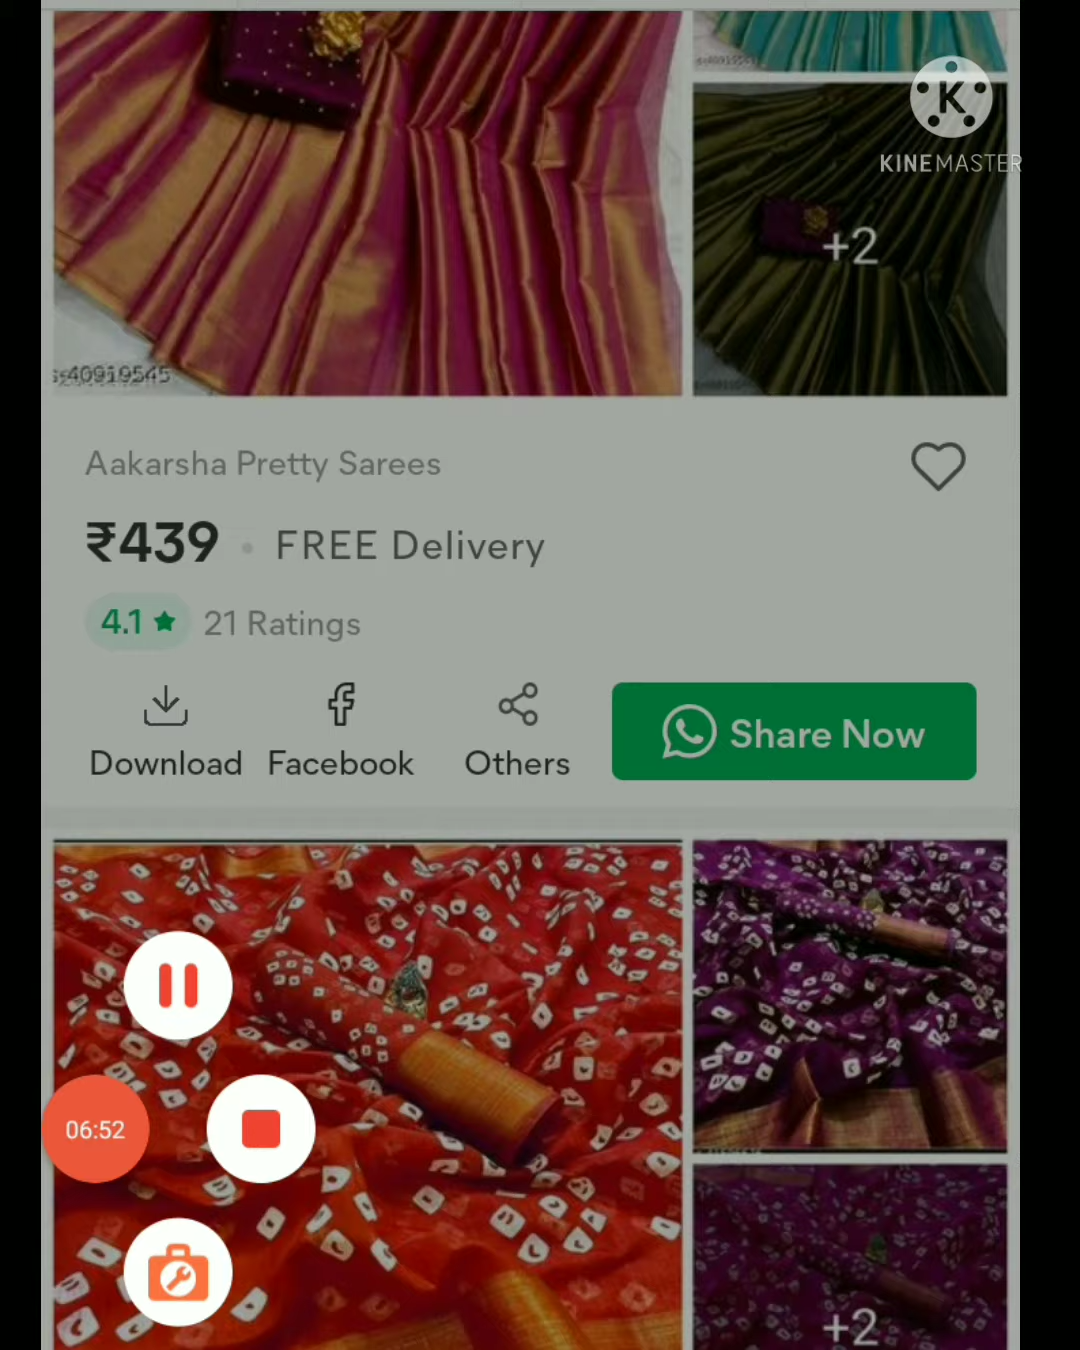 KINEMASTER
+2
s-40919545
Aakarsha Pretty Sarees
₹439 • FREE Delivery
4.1 ★ 21 Ratings
Download Facebook Others Share Now
06:52
+2